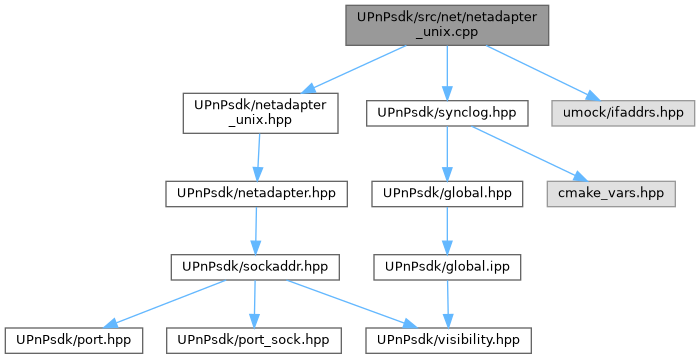 UPnPsdk/src/net/netadapter
_unix.cpp
UPnPsdk/netadapter
_unix.hpp
UPnPsdk/synclog.hpp
umock/ifaddrs.hpp
UPnPsdk/netadapter.hpp
UPnPsdk/global.hpp
cmake_vars.hpp
UPnPsdk/sockaddr.hpp
UPnPsdk/global.ipp
UPnPsdk/port.hpp
UPnPsdk/port_sock.hpp
UPnPsdk/visibility.hpp